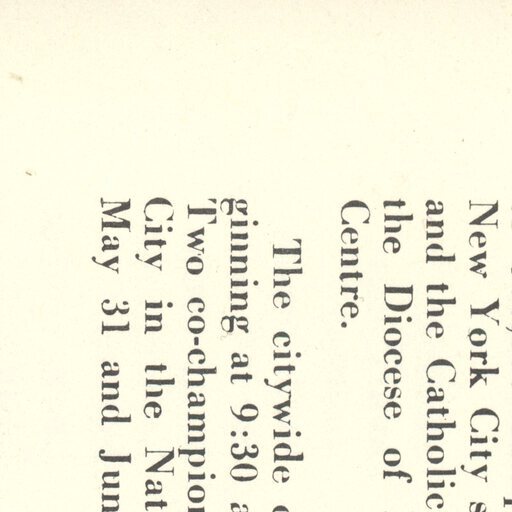 New York City
and the Catholic
the Diocese of
Centre.
The citywide
ginning at 9:30
Two co-champion
City in the Nat
May 31 and Jun